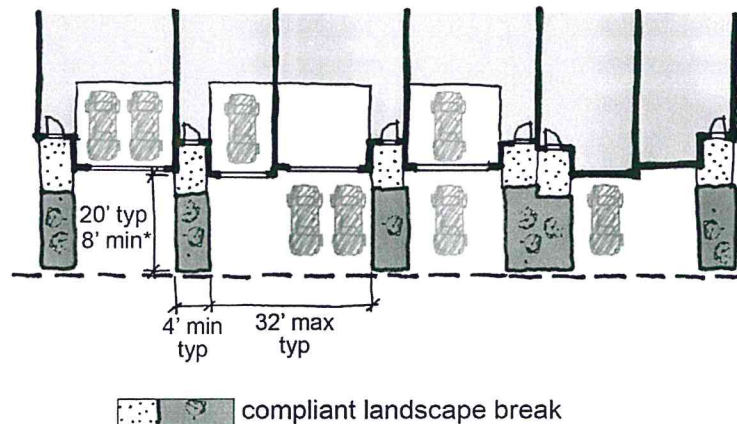 20' typ
8' min*
4' min
typ
32' max
typ
compliant landscape break